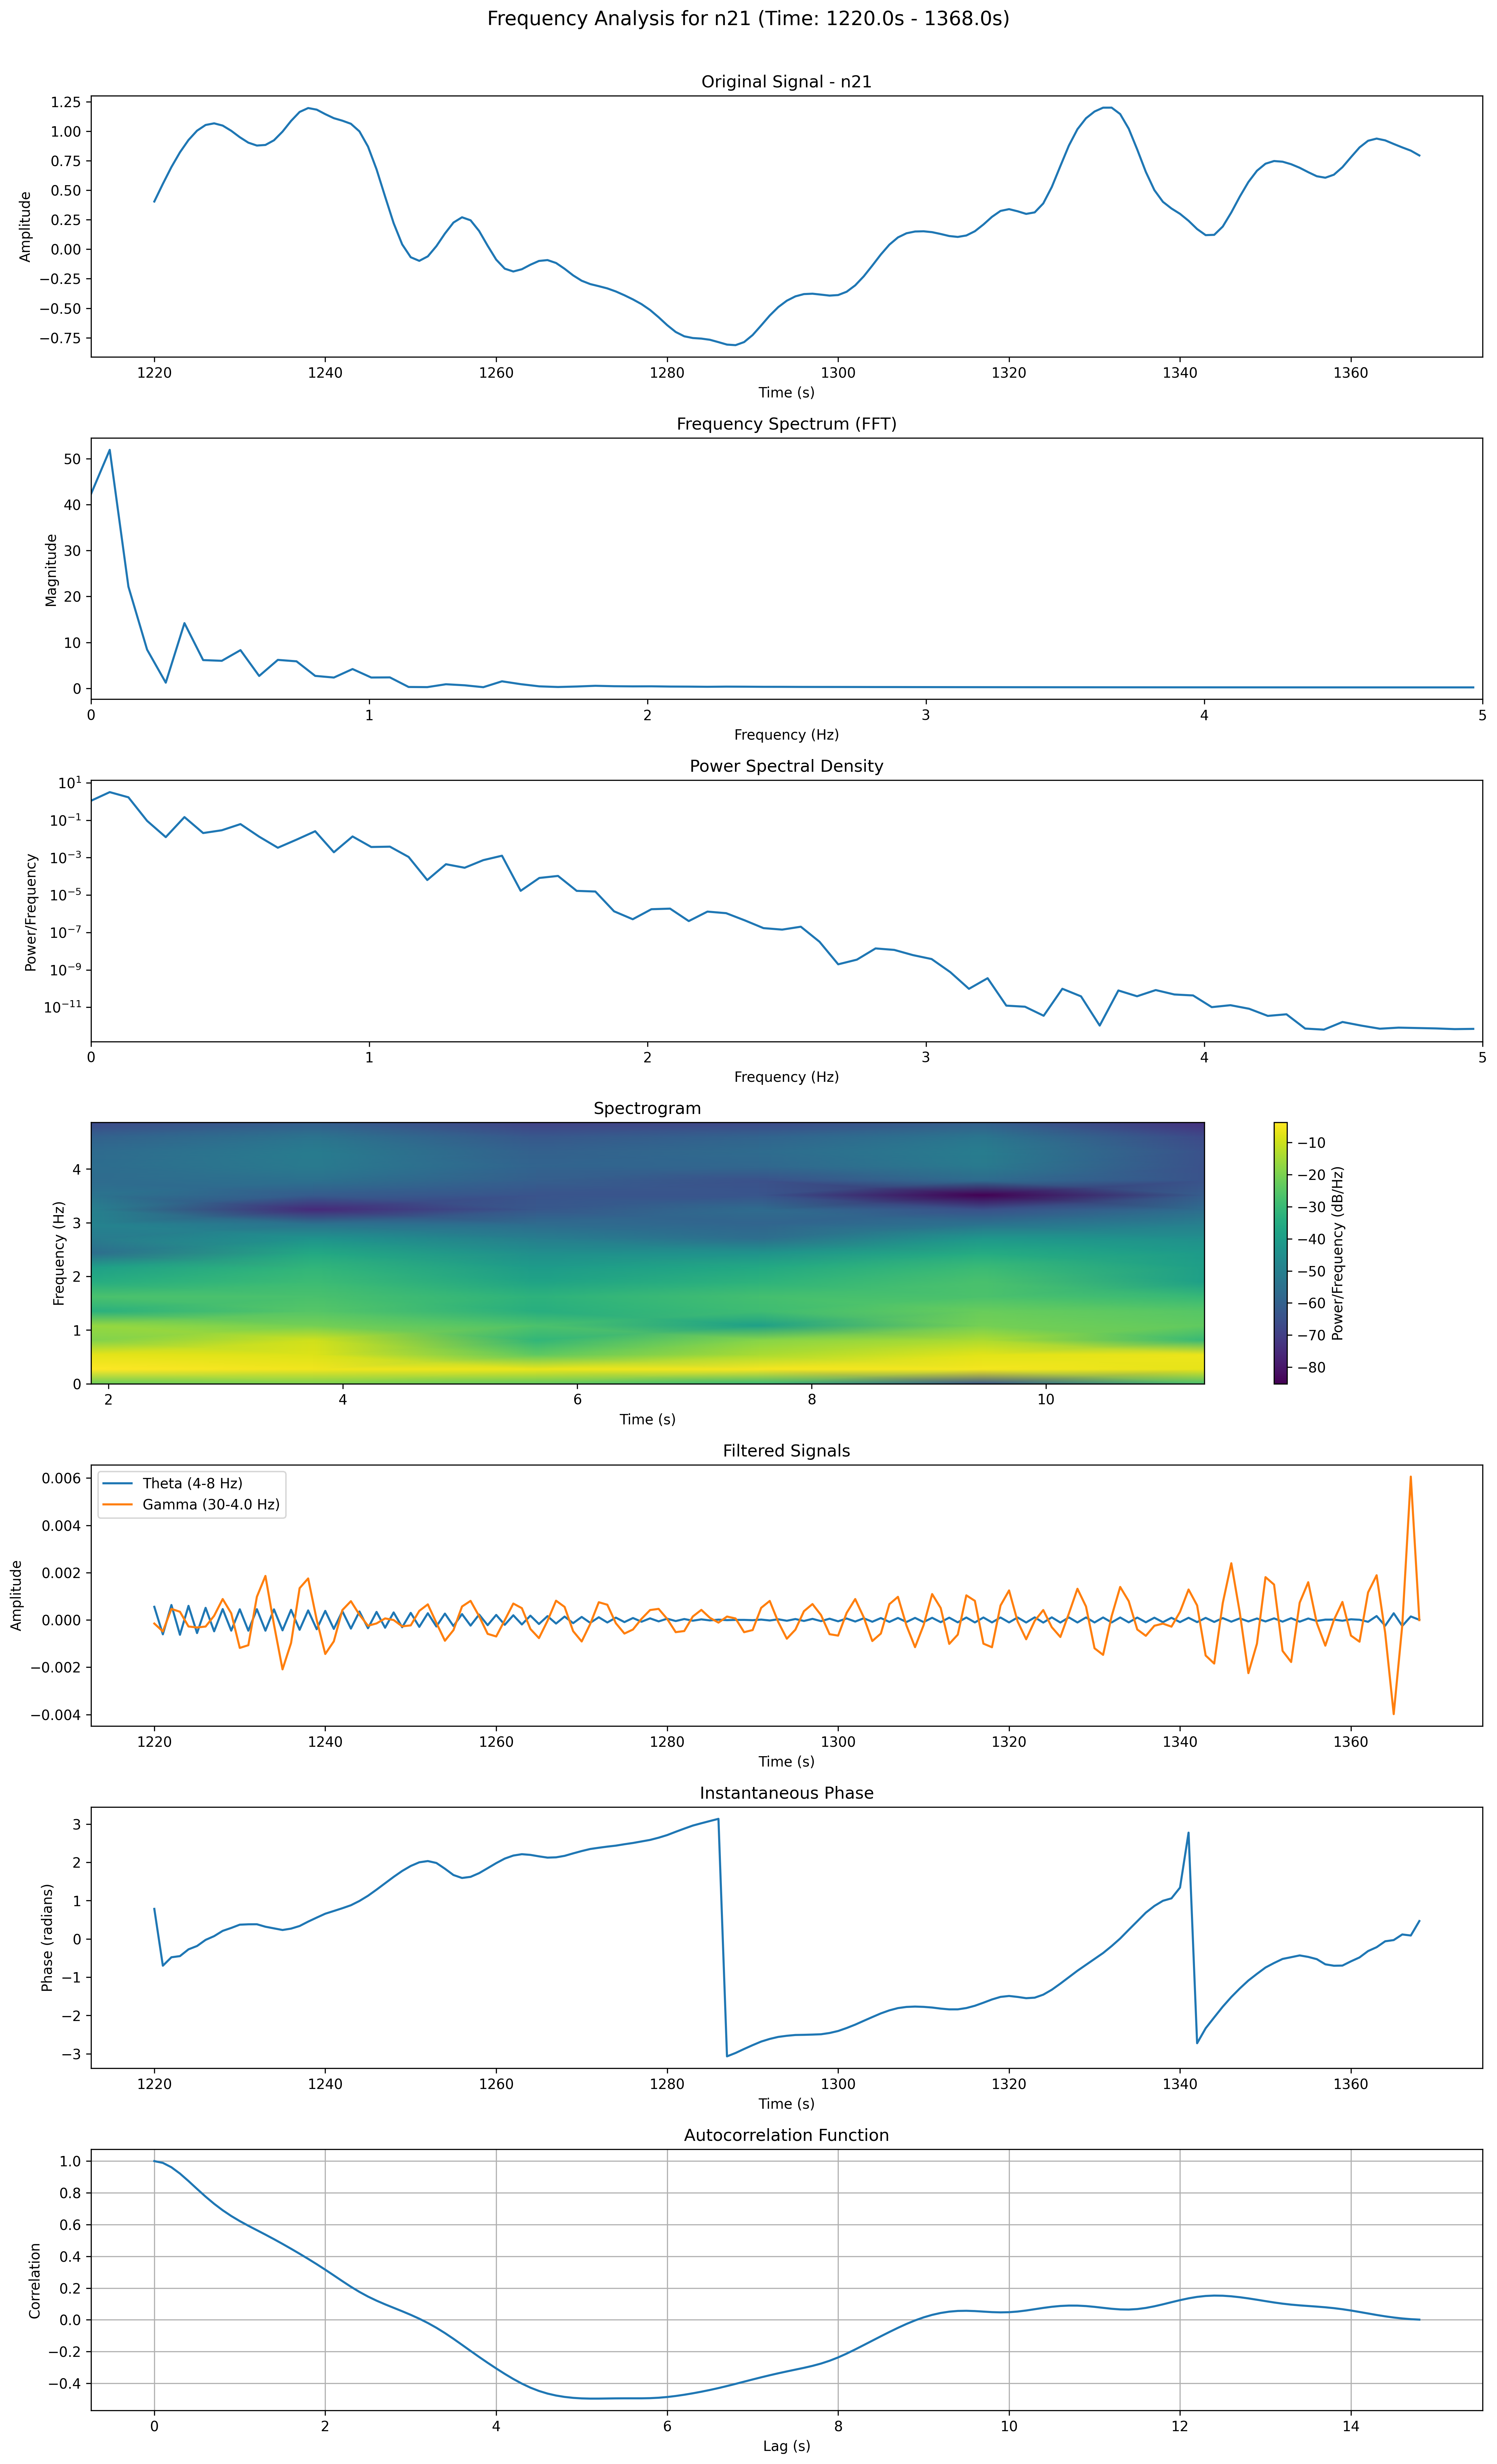 Frequency Analysis for n21 (Time: 1220.0s - 1368.0s)
Original Signal - n21
1.25
1.00
0.75
0.50
0.25
0.00
−0.25
−0.50
−0.75
Amplitude
1220 1240 1260 1280 1300 1320 1340 1360
Time (s)
Frequency Spectrum (FFT)
50
40
30
20
10
0
Magnitude
0 1 2 3 4 5
Frequency (Hz)
Power Spectral Density
10¹
10⁻¹
10⁻³
10⁻⁵
10⁻⁷
10⁻⁹
10⁻¹¹
Power/Frequency
0 1 2 3 4 5
Frequency (Hz)
Spectrogram
4
3
2
1
0
Frequency (Hz)
2 4 6 8 10
Time (s)
−10
−20
−30
−40
−50
−60
−70
−80
Power/Frequency (dB/Hz)
Filtered Signals
Theta (4-8 Hz)
Gamma (30-4.0 Hz)
0.006
0.004
0.002
0.000
−0.002
−0.004
Amplitude
1220 1240 1260 1280 1300 1320 1340 1360
Time (s)
Instantaneous Phase
3
2
1
0
−1
−2
−3
Phase (radians)
1220 1240 1260 1280 1300 1320 1340 1360
Time (s)
Autocorrelation Function
1.0
0.8
0.6
0.4
0.2
0.0
−0.2
−0.4
Correlation
0 2 4 6 8 10 12 14
Lag (s)